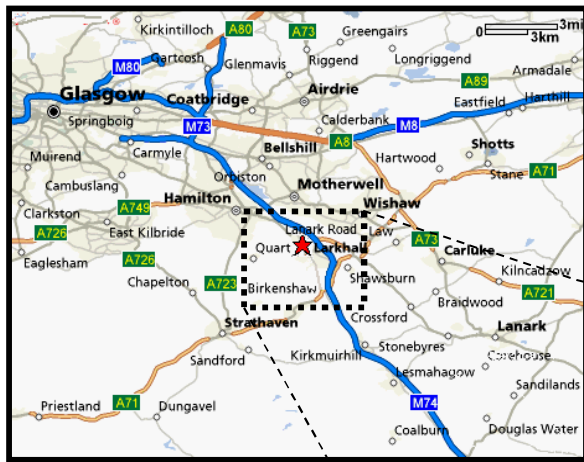 Kirkintilloch
A80
A73
Greengairs
3mi
3km
M80
Gartcosh
Glenmavis
Riggend
Longriggend
Armadale
A89
Glasgow
Coatbridge
Airdrie
Eastfield
Harthill
Springboig
M73
Calderbank
M8
A8
Carmyle
Bellshill
Shotts
Muirend
Hartwood
Stane
A71
Orbiston
Cambuslang
Motherwell
Hamilton
Wishaw
Clarkston
A749
A726
East Kilbride
Lanark Road
Law
A73
Quart
Larkhall
Carluke
Eaglesham
A726
Shawsburn
Kilncadzow
A723
Chapelton
Birkenshaw
A721
Braidwood
Crossford
Strathaven
Lanark
Stonebyres
Sandford
Kirkmuirhill
Corehouse
Lesmahagow
Sandilands
A71
M74
Priestland
Dungavel
Douglas Water
Coalburn